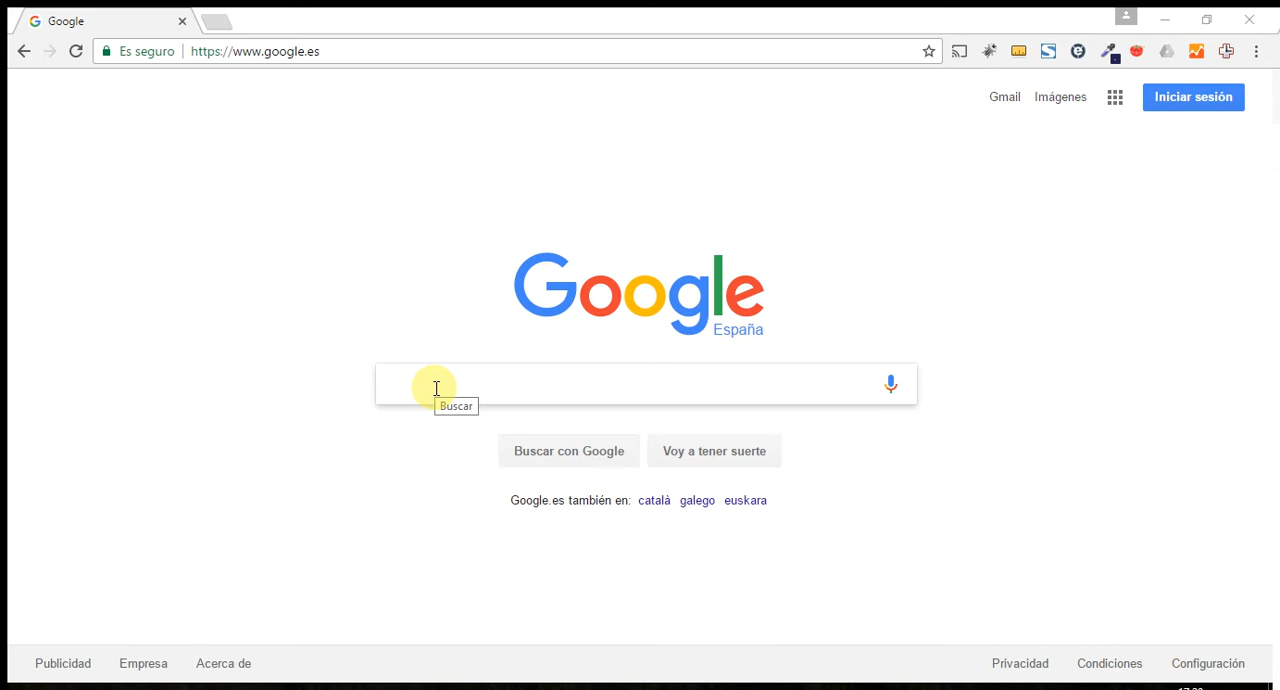 Google
Es seguro https://www.google.es
Gmail Imágenes Iniciar sesión
Google
España
Buscar
Buscar con Google Voy a tener suerte
Google.es también en: català galego euskara
Publicidad Empresa Acerca de Privacidad Condiciones Configuración